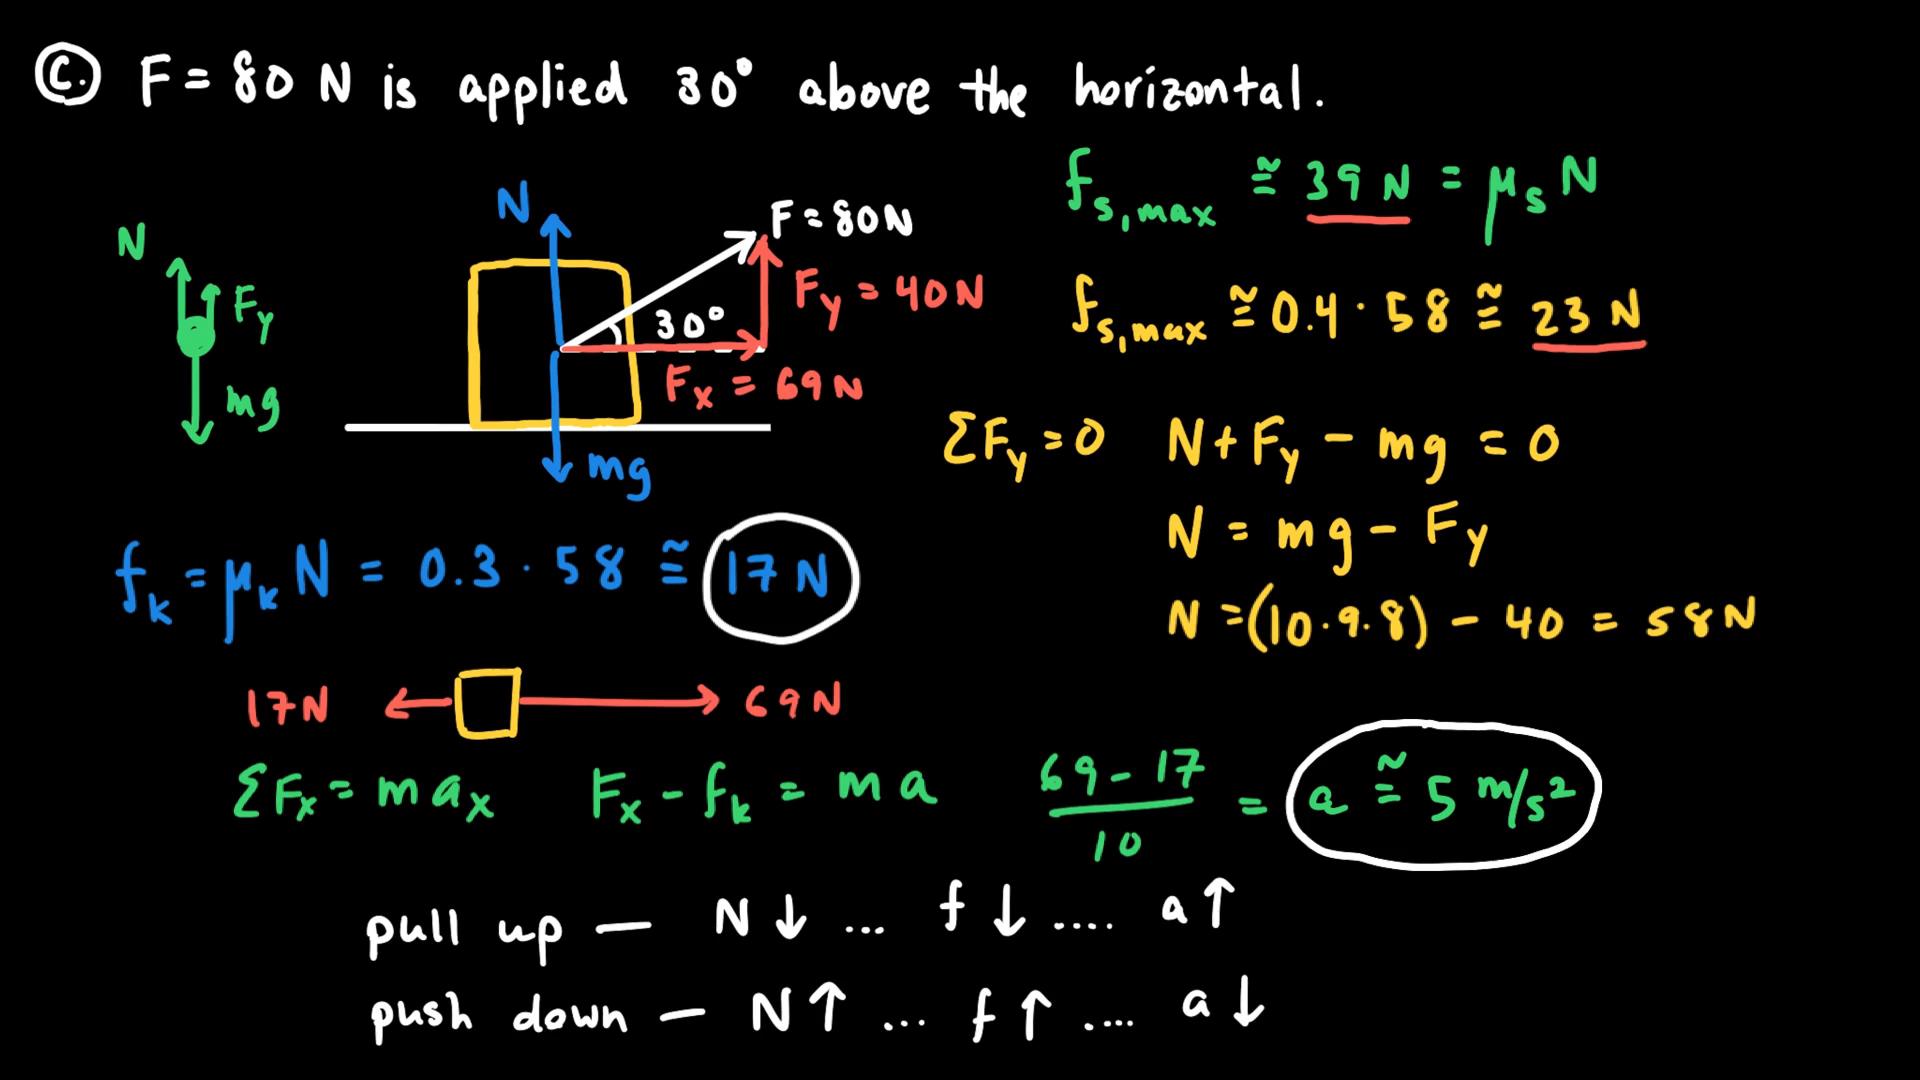 C. F = 80 N is applied 30° above the horizontal.
f s,max ≅ 39 N = μs N
N
F = 80N
N
Fy
Fy = 40N
30°
f s,max ≅ 0.4 · 58 ≅ 23 N
Fx = 69N
mg
mg
ΣFy = 0 N + Fy - mg = 0
N = mg - Fy
fk = μk N = 0.3 · 58 ≅ 17 N
N = (10·9.8) - 40 = 58N
17N 69N
ΣFx = max Fx - fk = ma 69-17/10 = a ≅ 5 m/s²
pull up — N↓ ... f↓ .... a↑
push down — N↑ ... f↑ .... a↓